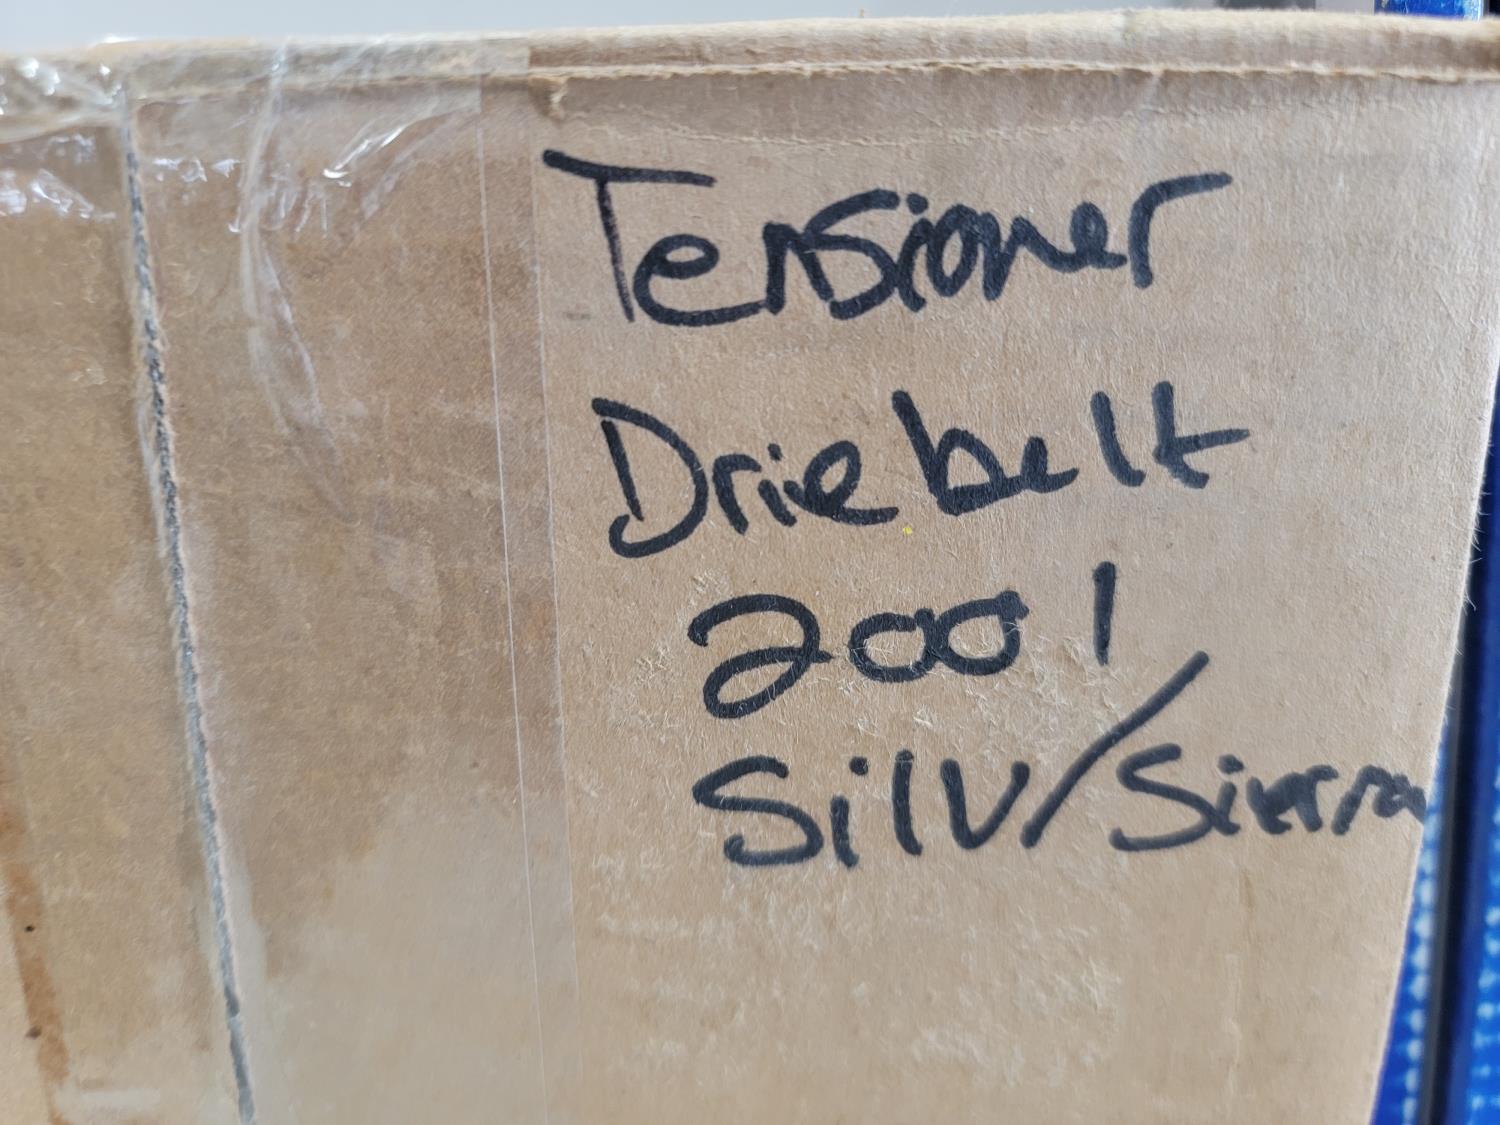 Tensioner
Drie belt
2001
Silv/Sierra